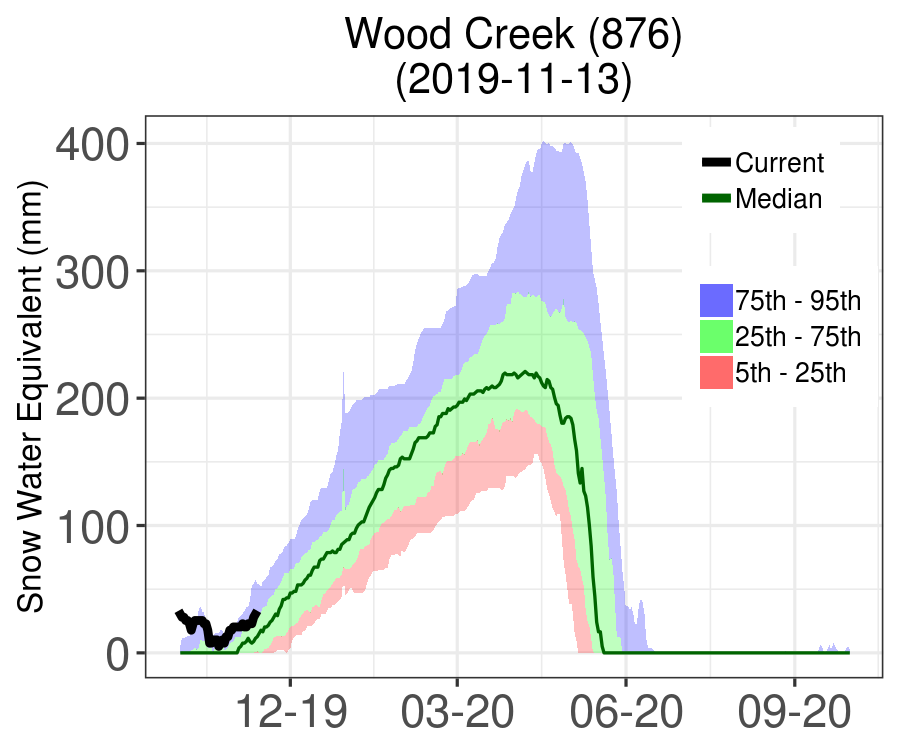 Wood Creek (876)
(2019-11-13)
Snow Water Equivalent (mm)
400
300
200
100
0
12-19 03-20 06-20 09-20
Current
Median
75th - 95th
25th - 75th
5th - 25th